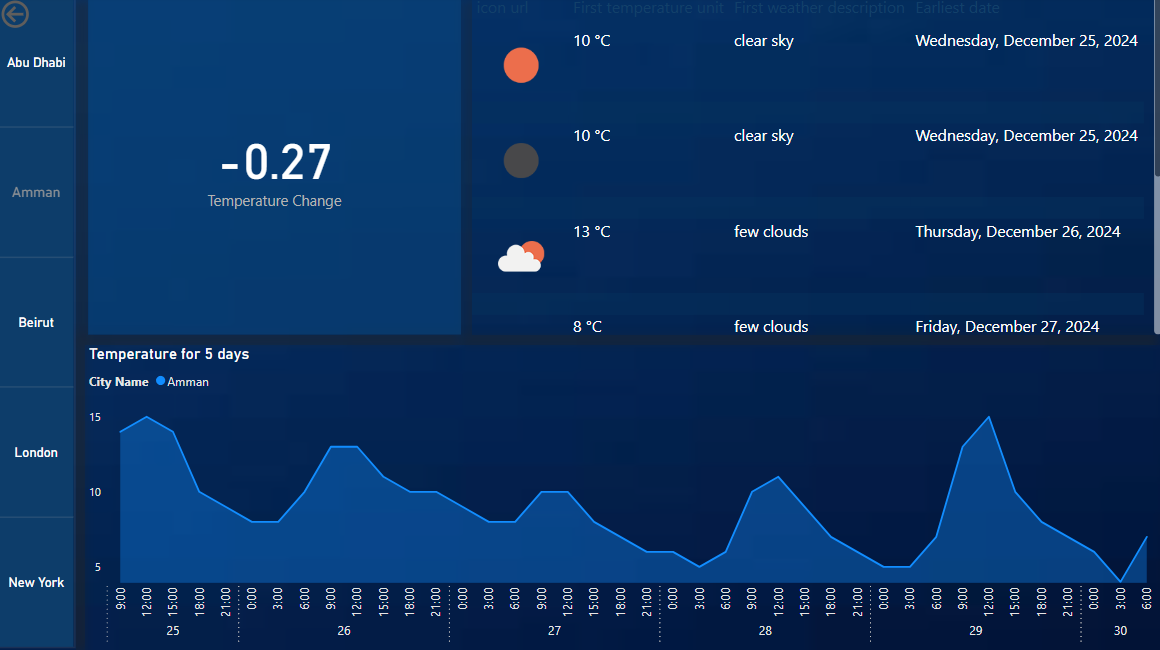 Abu Dhabi
Amman
Beirut
London
New York
-0.27
Temperature Change
icon url First temperature unit First weather description Earliest date
10 °C clear sky Wednesday, December 25, 2024
10 °C clear sky Wednesday, December 25, 2024
13 °C few clouds Thursday, December 26, 2024
8 °C few clouds Friday, December 27, 2024
Temperature for 5 days
City Name Amman
15
10
5
9:00 12:00 15:00 18:00 21:00 0:00 3:00 6:00 9:00 12:00 15:00 18:00 21:00 0:00 3:00 6:00 9:00 12:00 15:00 18:00 21:00 0:00 3:00 6:00 9:00 12:00 15:00 18:00 21:00 0:00 3:00 6:00 9:00 12:00 15:00 18:00 21:00 0:00 3:00 6:00
25 26 27 28 29 30